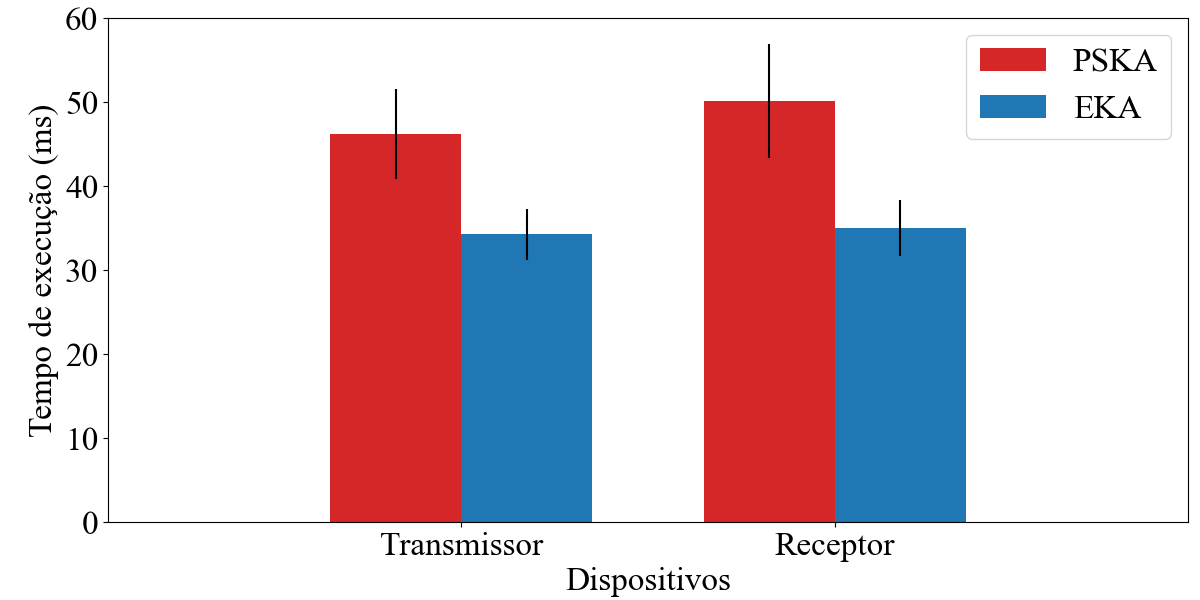 60
50
40
30
20
10
0
Tempo de execução (ms)
PSKA
EKA
Transmissor
Receptor
Dispositivos